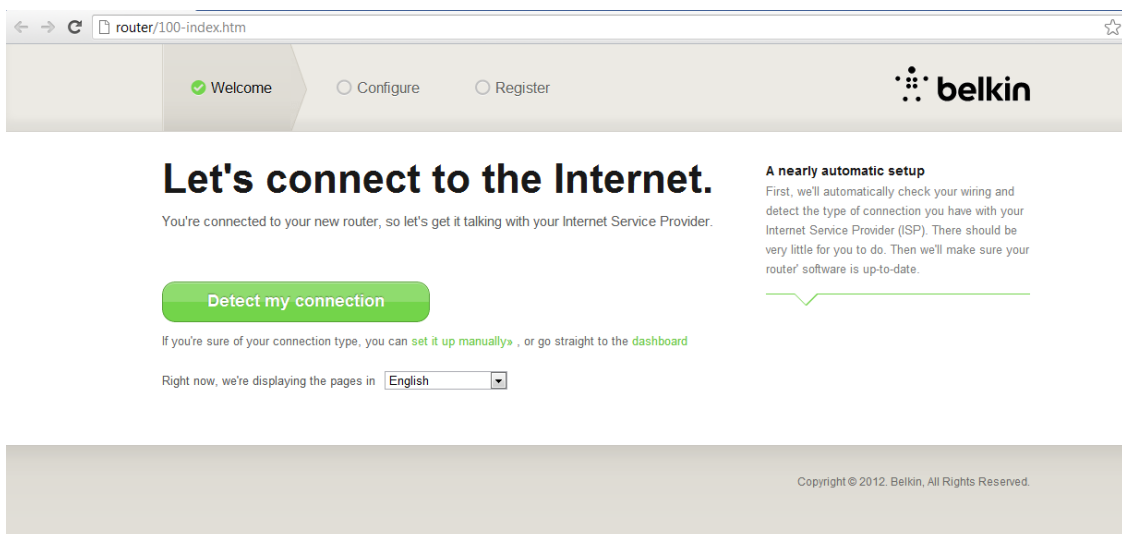 router/100-index.htm
Welcome
Configure
Register
belkin
Let's connect to the Internet.
You're connected to your new router, so let's get it talking with your Internet Service Provider.
Detect my connection
If you're sure of your connection type, you can set it up manually» , or go straight to the dashboard
Right now, we're displaying the pages in English
A nearly automatic setup
First, we'll automatically check your wiring and
detect the type of connection you have with your
Internet Service Provider (ISP). There should be
very little for you to do. Then we'll make sure your
router' software is up-to-date.
Copyright © 2012. Belkin, All Rights Reserved.